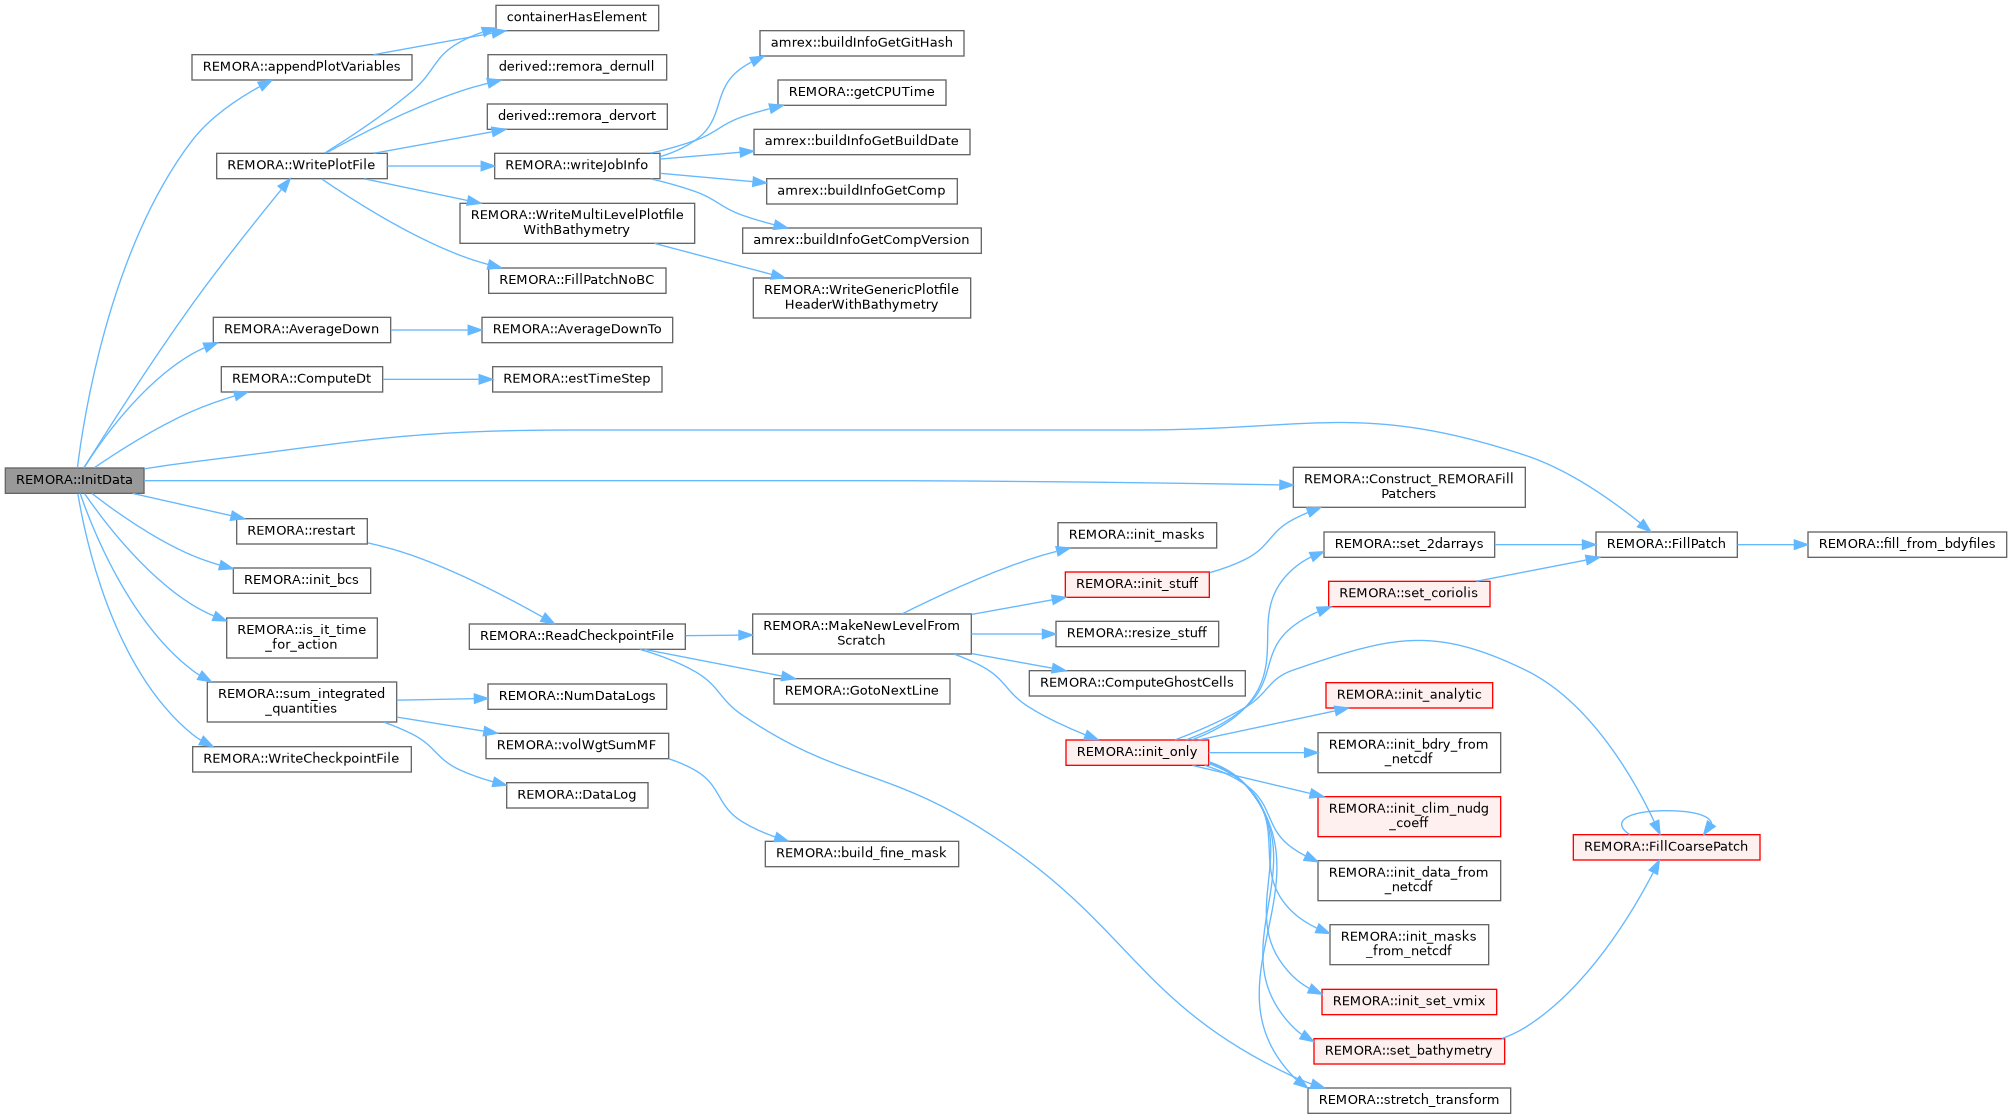 REMORA::InitData
REMORA::appendPlotVariables
containerHasElement
REMORA::WritePlotFile
derived::remora_dernull
derived::remora_dervort
REMORA::writeJobInfo
amrex::buildInfoGetGitHash
REMORA::getCPUTime
amrex::buildInfoGetBuildDate
amrex::buildInfoGetComp
amrex::buildInfoGetCompVersion
REMORA::WriteMultiLevelPlotfile
WithBathymetry
REMORA::WriteGenericPlotfile
HeaderWithBathymetry
REMORA::FillPatchNoBC
REMORA::AverageDown
REMORA::AverageDownTo
REMORA::ComputeDt
REMORA::estTimeStep
REMORA::Construct_REMORAFill
Patchers
REMORA::FillPatch
REMORA::fill_from_bdyfiles
REMORA::restart
REMORA::init_bcs
REMORA::is_it_time
_for_action
REMORA::sum_integrated
_quantities
REMORA::WriteCheckpointFile
REMORA::ReadCheckpointFile
REMORA::NumDataLogs
REMORA::volWgtSumMF
REMORA::DataLog
REMORA::build_fine_mask
REMORA::MakeNewLevelFrom
Scratch
REMORA::GotoNextLine
REMORA::init_masks
REMORA::init_stuff
REMORA::resize_stuff
REMORA::ComputeGhostCells
REMORA::init_only
REMORA::set_2darrays
REMORA::set_coriolis
REMORA::init_analytic
REMORA::init_bdry_from
_netcdf
REMORA::init_clim_nudg
_coeff
REMORA::init_data_from
_netcdf
REMORA::init_masks
_from_netcdf
REMORA::init_set_vmix
REMORA::set_bathymetry
REMORA::stretch_transform
REMORA::FillCoarsePatch